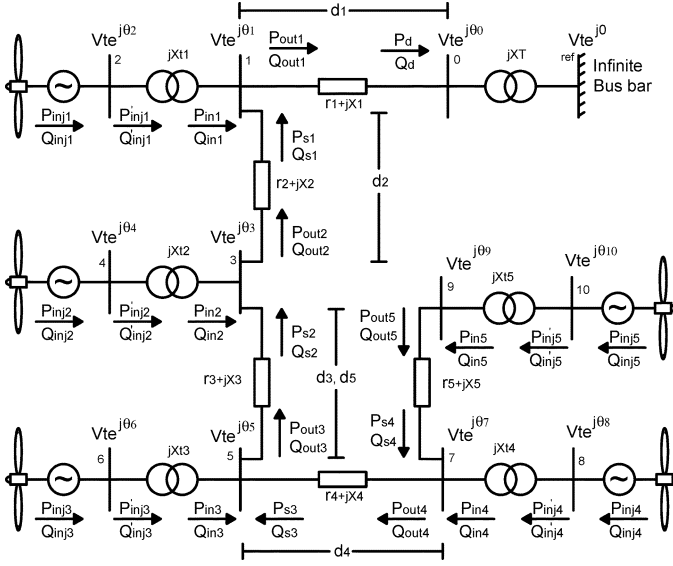 d1
Vte^jθ2
Vte^jθ1
Pout1
Qout1
Pd
Qd
Vte^jθ0
Vte^j0
2
jXt1
1
0
jXT
ref
Infinite
Bus bar
r1+jX1
Pinj1
Qinj1
P'inj1
Q'inj1
Pin1
Qin1
Ps1
Qs1
r2+jX2
d2
Pout2
Qout2
Vte^jθ4
Vte^jθ3
4
jXt2
3
Vte^jθ9
Vte^jθ10
9
jXt5
10
Pinj2
Qinj2
P'inj2
Q'inj2
Pin2
Qin2
Ps2
Qs2
Pout5
Qout5
Pin5
Qin5
P'inj5
Q'inj5
Pinj5
Qinj5
r3+jX3
d3, d5
r5+jX5
Pout3
Qout3
Ps4
Qs4
Vte^jθ6
Vte^jθ5
Vte^jθ7
Vte^jθ8
6
jXt3
5
7
jXt4
8
r4+jX4
Pinj3
Qinj3
P'inj3
Q'inj3
Pin3
Qin3
Ps3
Qs3
Pout4
Qout4
Pin4
Qin4
P'inj4
Q'inj4
Pinj4
Qinj4
d4